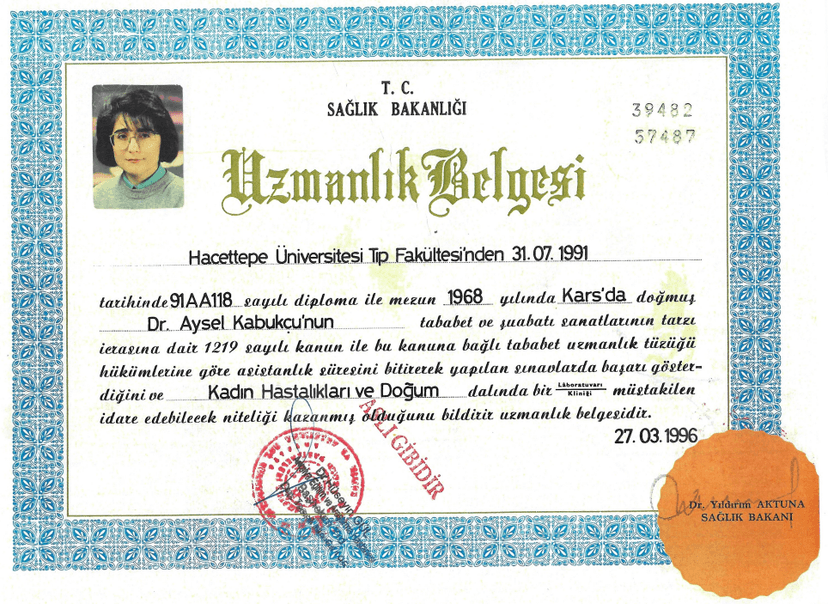 T. C.
SAĞLIK BAKANLIĞI
39482
57487
Uzmanlık Belgesi
Hacettepe Üniversitesi Tıp Fakültesi'nden 31.07.1991
tarihinde 91AA118 sayılı diploma ile mezun 1968 yılında Kars'da doğmuş
Dr. Aysel Kabukçu'nun tababet ve şuabatı sanatlarının tarzı
icrasına dair 1219 sayılı kanun ile bu kanuna bağlı tababet uzmanlık tüzüğü
hükümlerine göre asistanlık süresini bitirerek yapılan sınavlarda başarı göster-
diğini ve Kadın Hastalıkları ve Doğum dalında bir Lâboratuvarı Kliniği müstakilen
idare edebilecek niteliği kazanmış olduğunu bildirir uzmanlık belgesidir.
27.03.1996
ASLI GİBİDİR
Dr. Yıldırım AKTUNA
SAĞLIK BAKANI